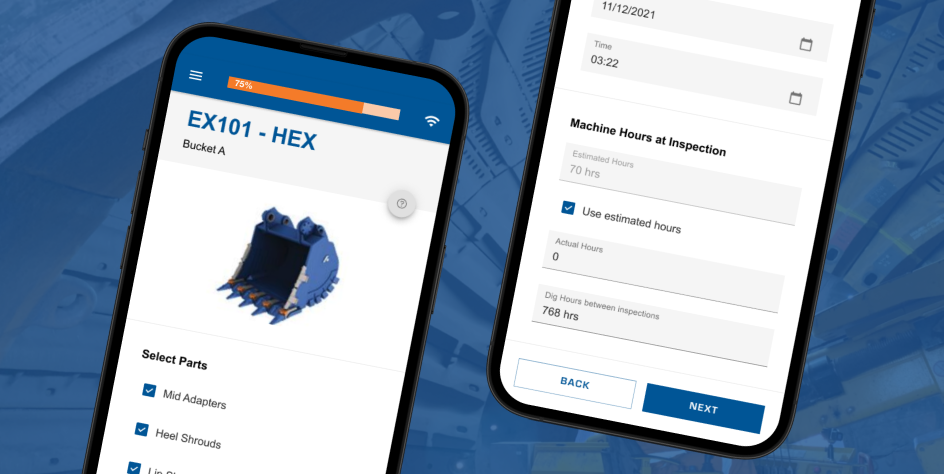 75%
EX101 - HEX
Bucket A
Select Parts
Mid Adapters
Heel Shrouds
11/12/2021
Time
03:22
Machine Hours at Inspection
Estimated Hours
70 hrs
Use estimated hours
Actual Hours
0
Dig Hours between inspections
768 hrs
BACK
NEXT